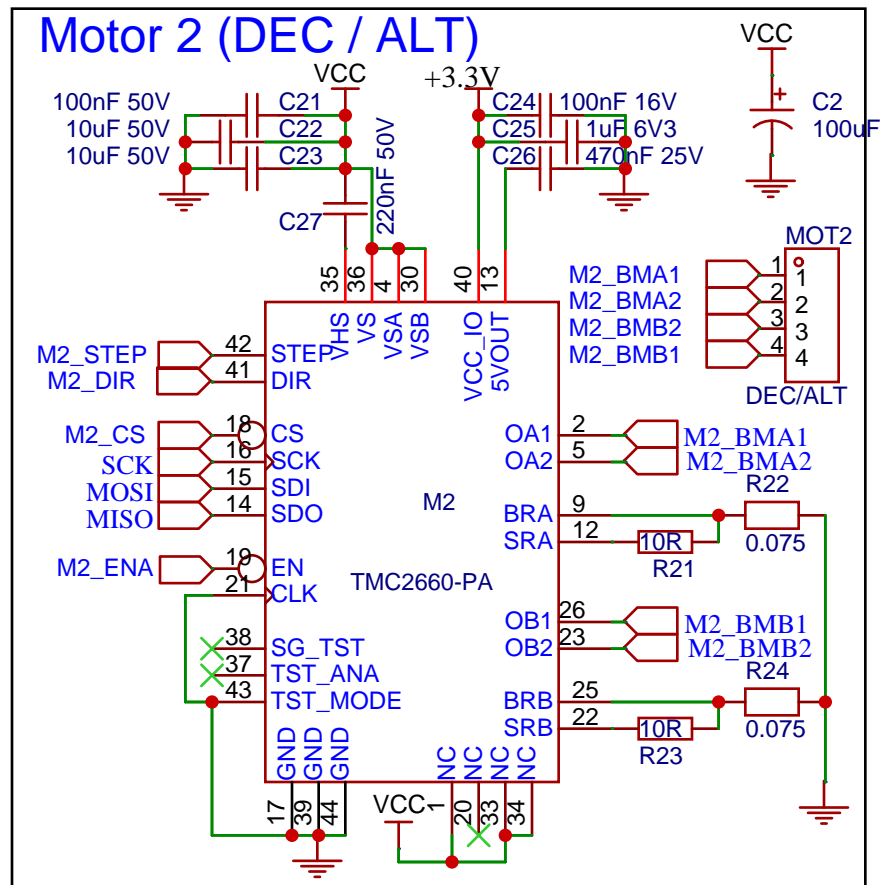 Motor 2 (DEC / ALT)
VCC
+3.3V
VCC
100nF 50V
C21
10uF 50V
C22
10uF 50V
C23
C24
100nF 16V
C25
1uF 6V3
C26
470nF 25V
C2
100uF
C27
220nF 50V
35
36
4
30
40
13
VHS
VS
VSA
VSB
VCC_IO
5VOUT
MOT2
M2_BMA1
1
1
M2_BMA2
2
2
M2_BMB2
3
3
M2_BMB1
4
4
DEC/ALT
M2_STEP
42
STEP
M2_DIR
41
DIR
M2_CS
18
CS
SCK
16
SCK
MOSI
15
SDI
MISO
14
SDO
M2_ENA
19
EN
21
CLK
38
SG_TST
37
TST_ANA
43
TST_MODE
M2
TMC2660-PA
OA1
2
M2_BMA1
OA2
5
M2_BMA2
R22
BRA
9
0.075
SRA
12
10R
R21
OB1
26
M2_BMB1
OB2
23
M2_BMB2
R24
BRB
25
0.075
SRB
22
10R
R23
GND
GND
GND
NC
NC
NC
NC
17
39
44
VCC
1
20
33
34